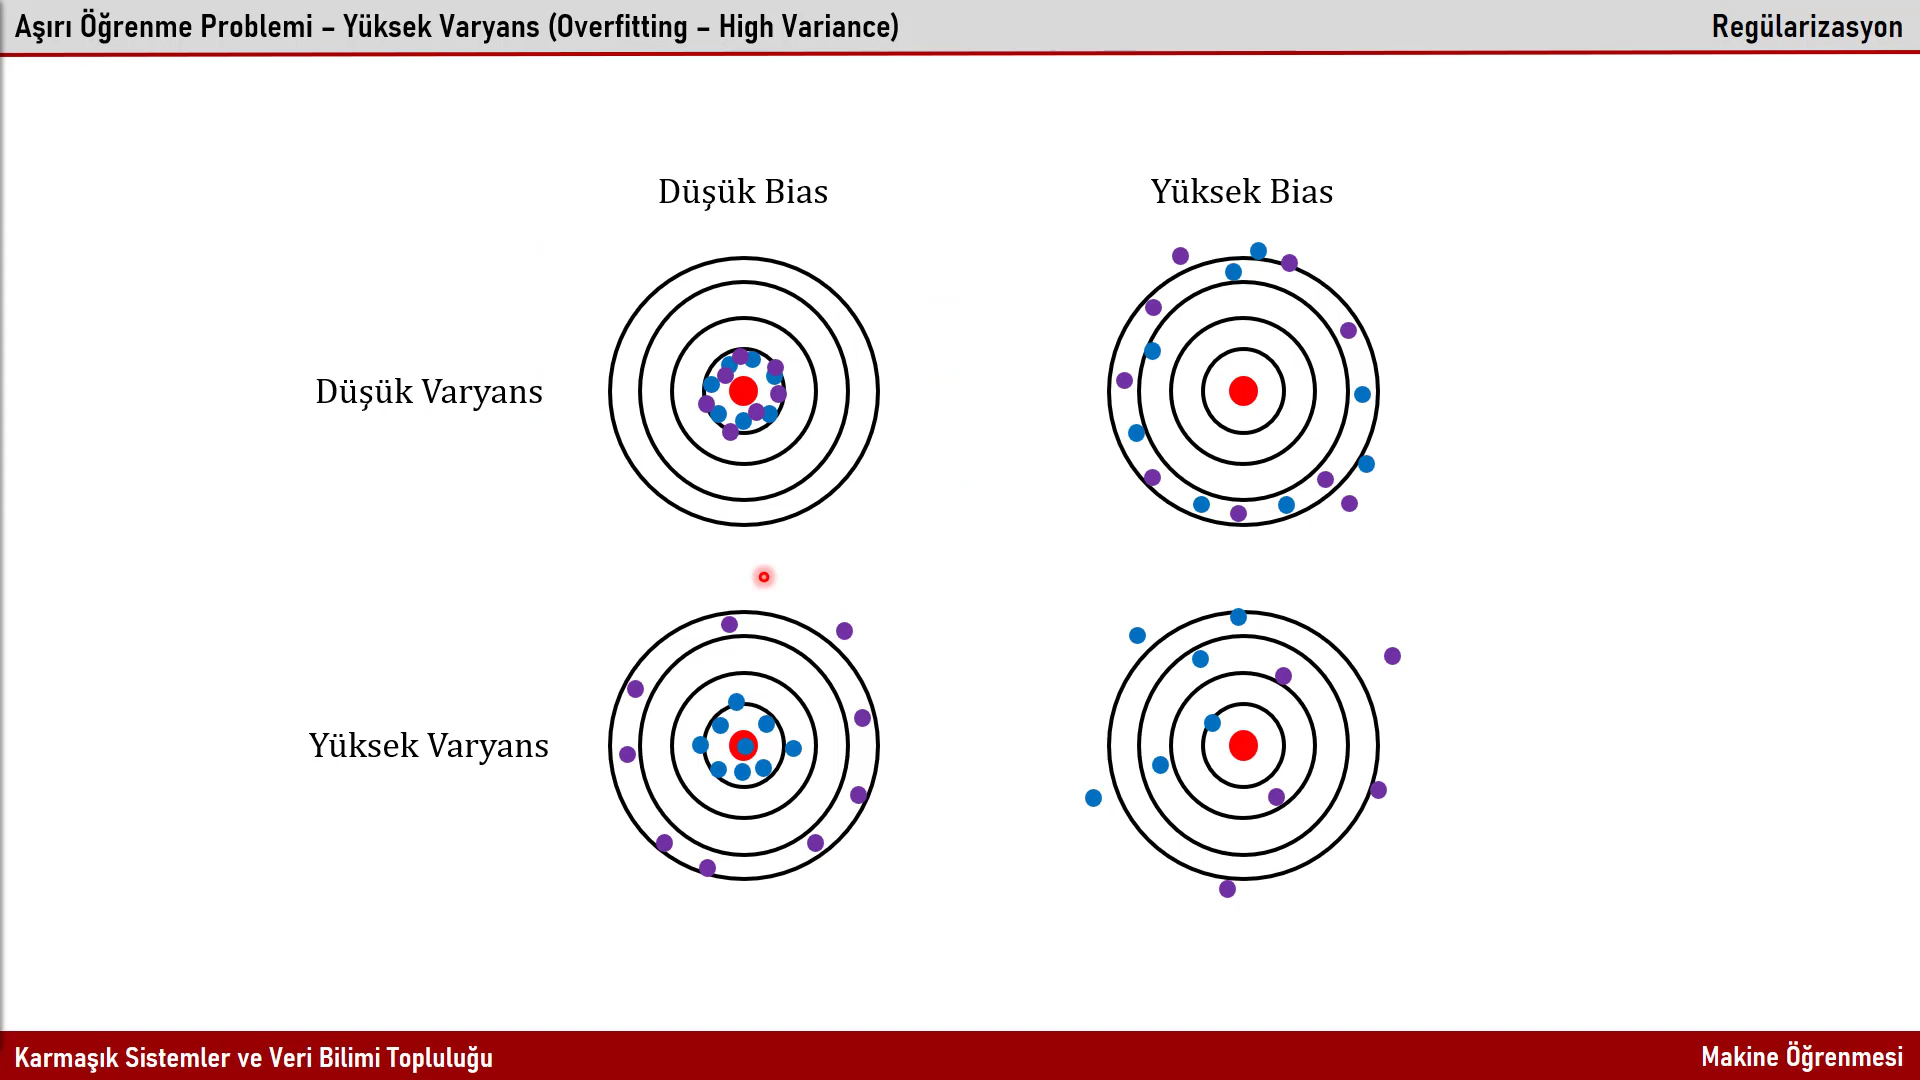 Aşırı Öğrenme Problemi – Yüksek Varyans (Overfitting – High Variance)
Regülarizasyon
Düşük Bias
Yüksek Bias
Düşük Varyans
Yüksek Varyans
Karmaşık Sistemler ve Veri Bilimi Topluluğu
Makine Öğrenmesi